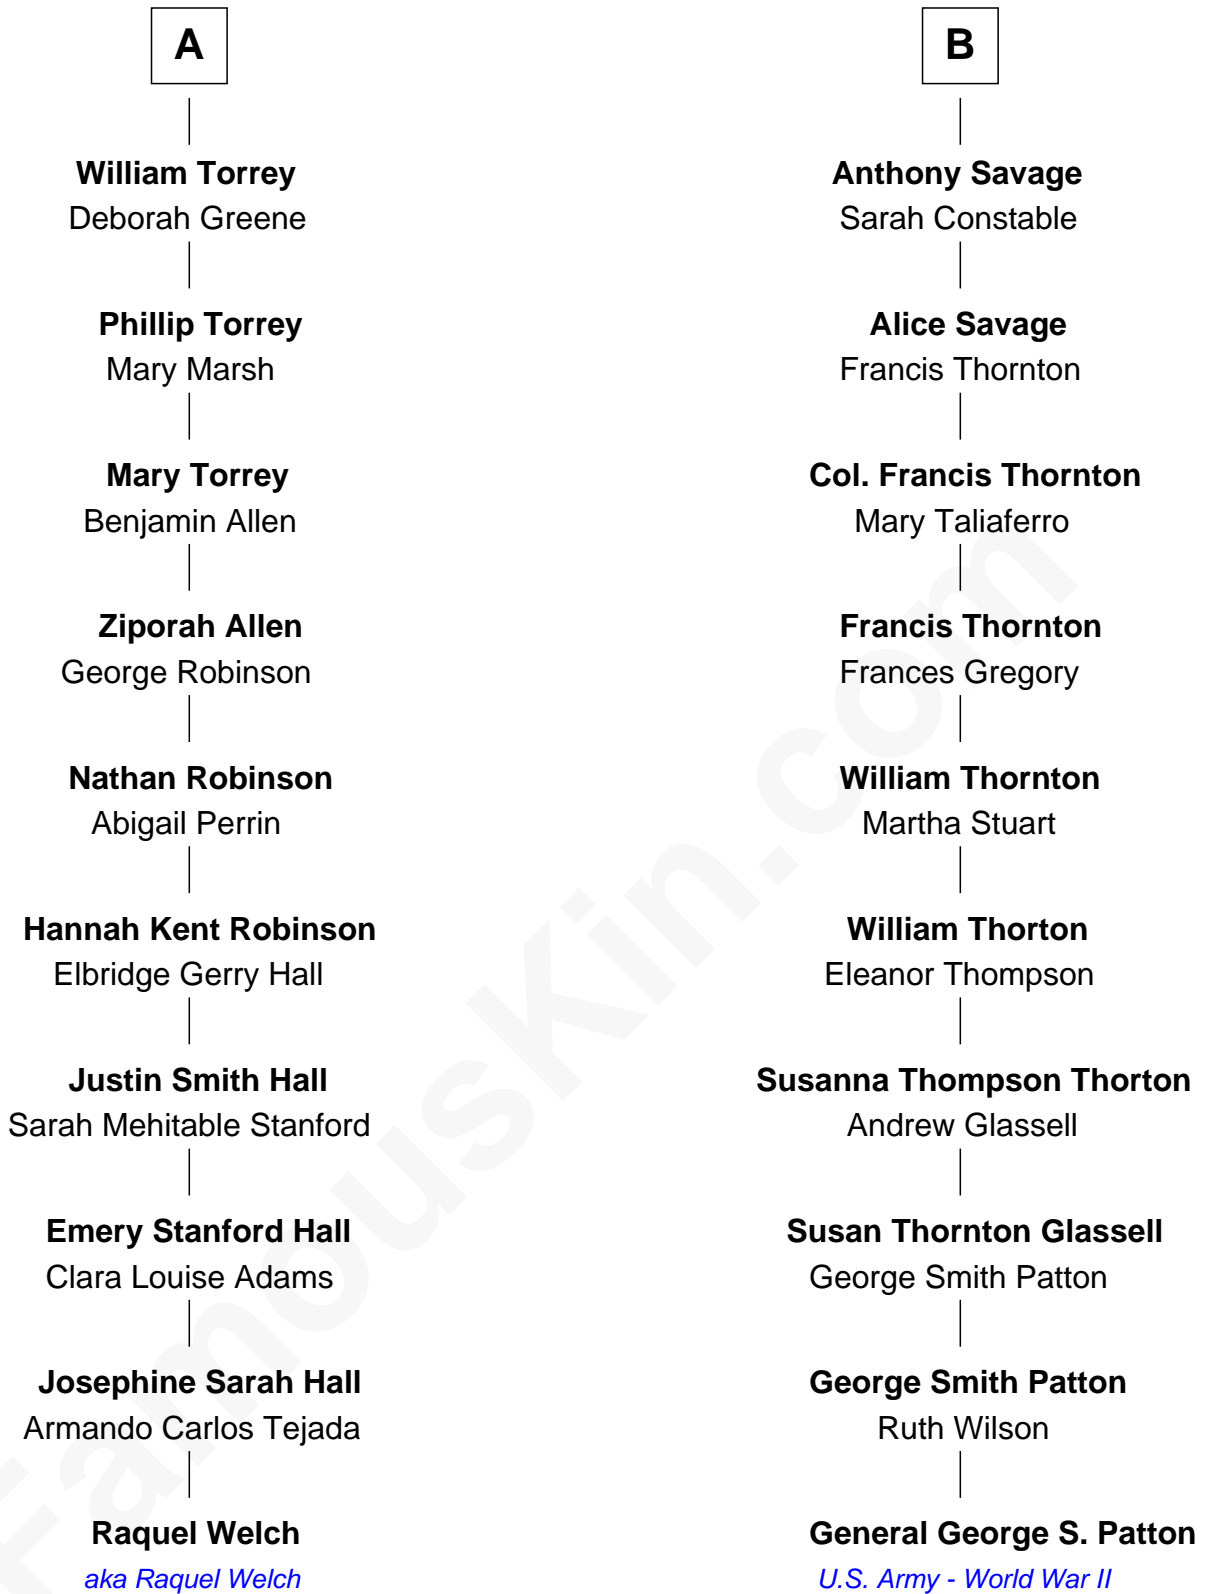 A
William Torrey
Deborah Greene
Phillip Torrey
Mary Marsh
Mary Torrey
Benjamin Allen
Ziporah Allen
George Robinson
Nathan Robinson
Abigail Perrin
Hannah Kent Robinson
Elbridge Gerry Hall
Justin Smith Hall
Sarah Mehitable Stanford
Emery Stanford Hall
Clara Louise Adams
Josephine Sarah Hall
Armando Carlos Tejada
Raquel Welch
aka Raquel Welch
B
Anthony Savage
Sarah Constable
Alice Savage
Francis Thornton
Col. Francis Thornton
Mary Taliaferro
Francis Thornton
Frances Gregory
William Thornton
Martha Stuart
William Thorton
Eleanor Thompson
Susanna Thompson Thorton
Andrew Glassell
Susan Thornton Glassell
George Smith Patton
George Smith Patton
Ruth Wilson
General George S. Patton
U.S. Army - World War II
FamousKin.com